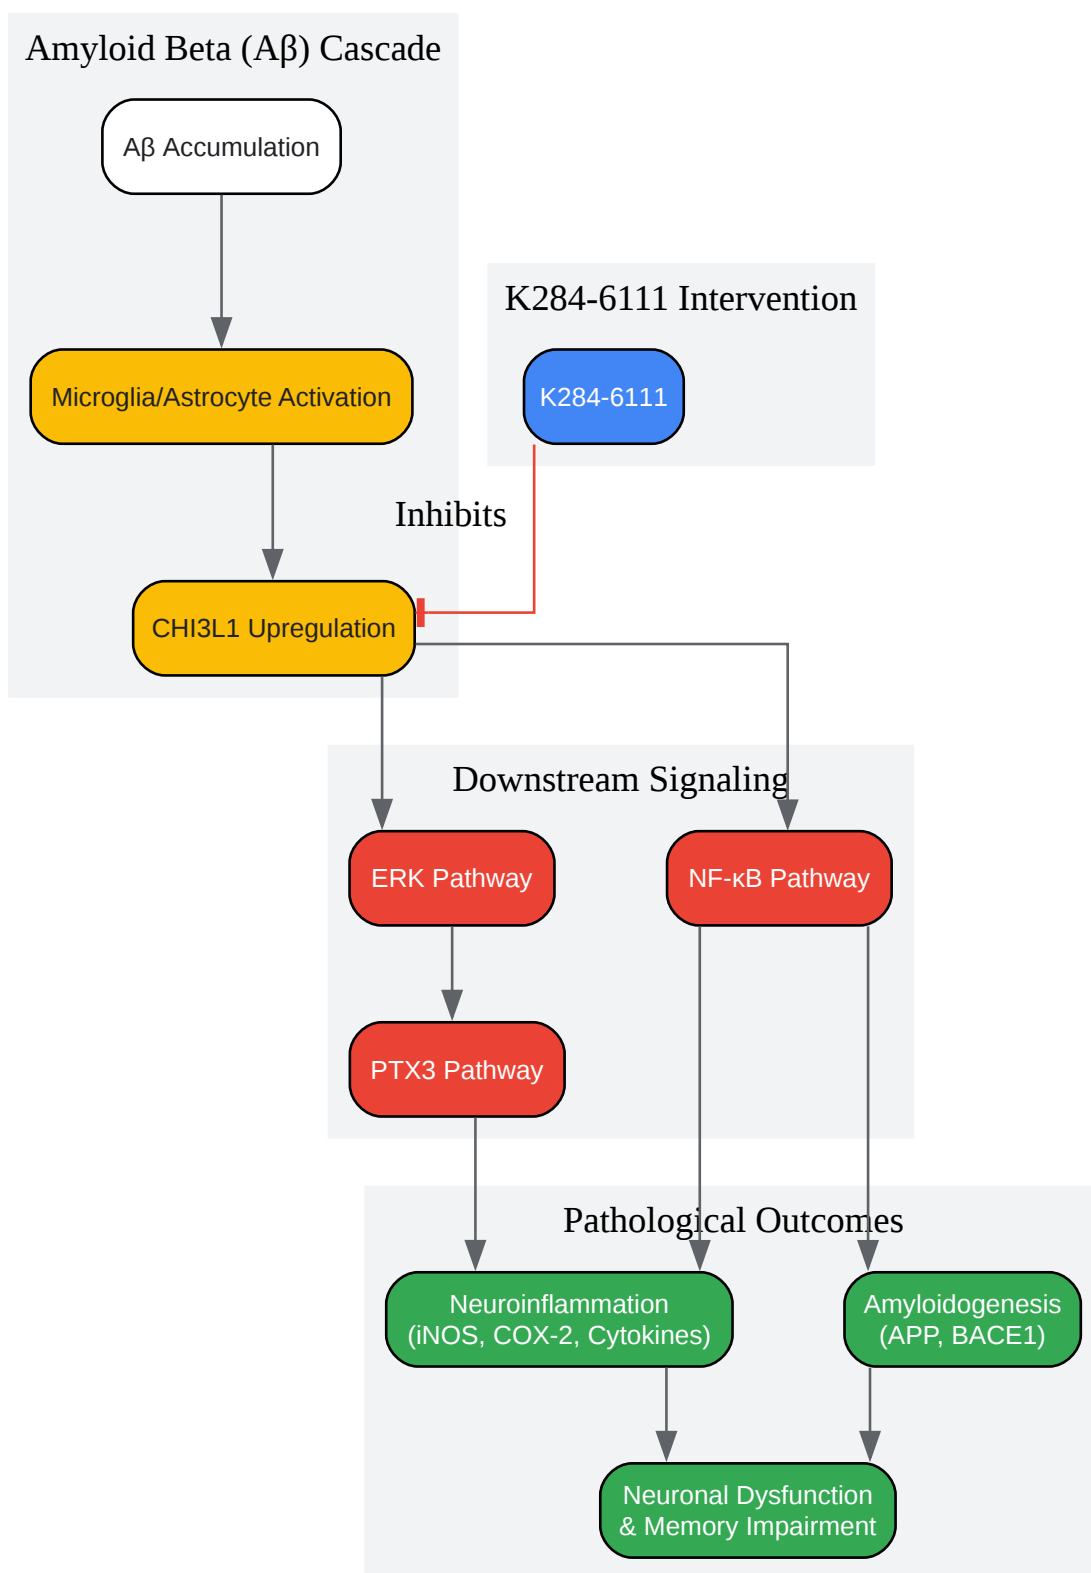 Amyloid Beta (Aβ) Cascade
Aβ Accumulation
K284-6111 Intervention
Microglia/Astrocyte Activation
K284-6111
Inhibits
CHI3L1 Upregulation
Downstream Signaling
ERK Pathway
NF-κB Pathway
PTX3 Pathway
Pathological Outcomes
Neuroinflammation
(iNOS, COX-2, Cytokines)
Amyloidogenesis
(APP, BACE1)
Neuronal Dysfunction
& Memory Impairment